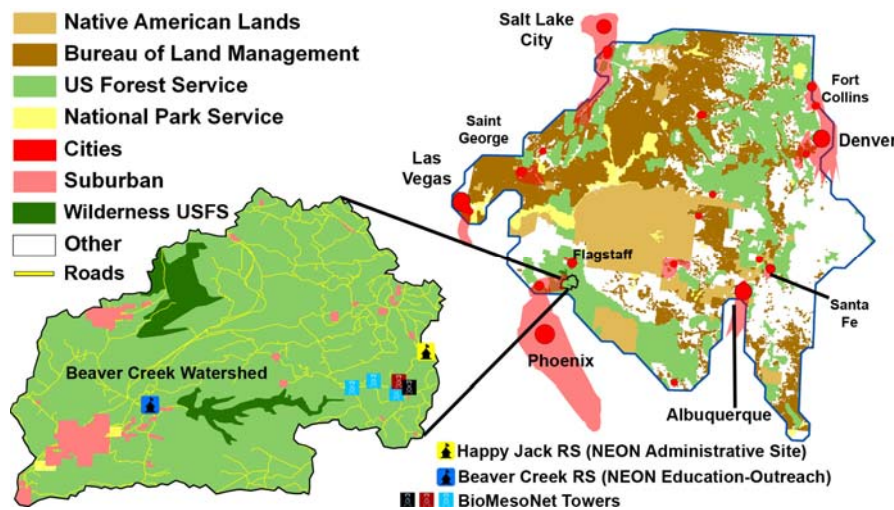 Native American Lands
Bureau of Land Management
US Forest Service
National Park Service
Cities
Suburban
Wilderness USFS
Other
Roads
Salt Lake
City
Fort
Collins
Denver
Saint
George
Las
Vegas
Flagstaff
Santa
Fe
Phoenix
Albuquerque
Beaver Creek Watershed
Happy Jack RS (NEON Administrative Site)
Beaver Creek RS (NEON Education-Outreach)
BioMesoNet Towers